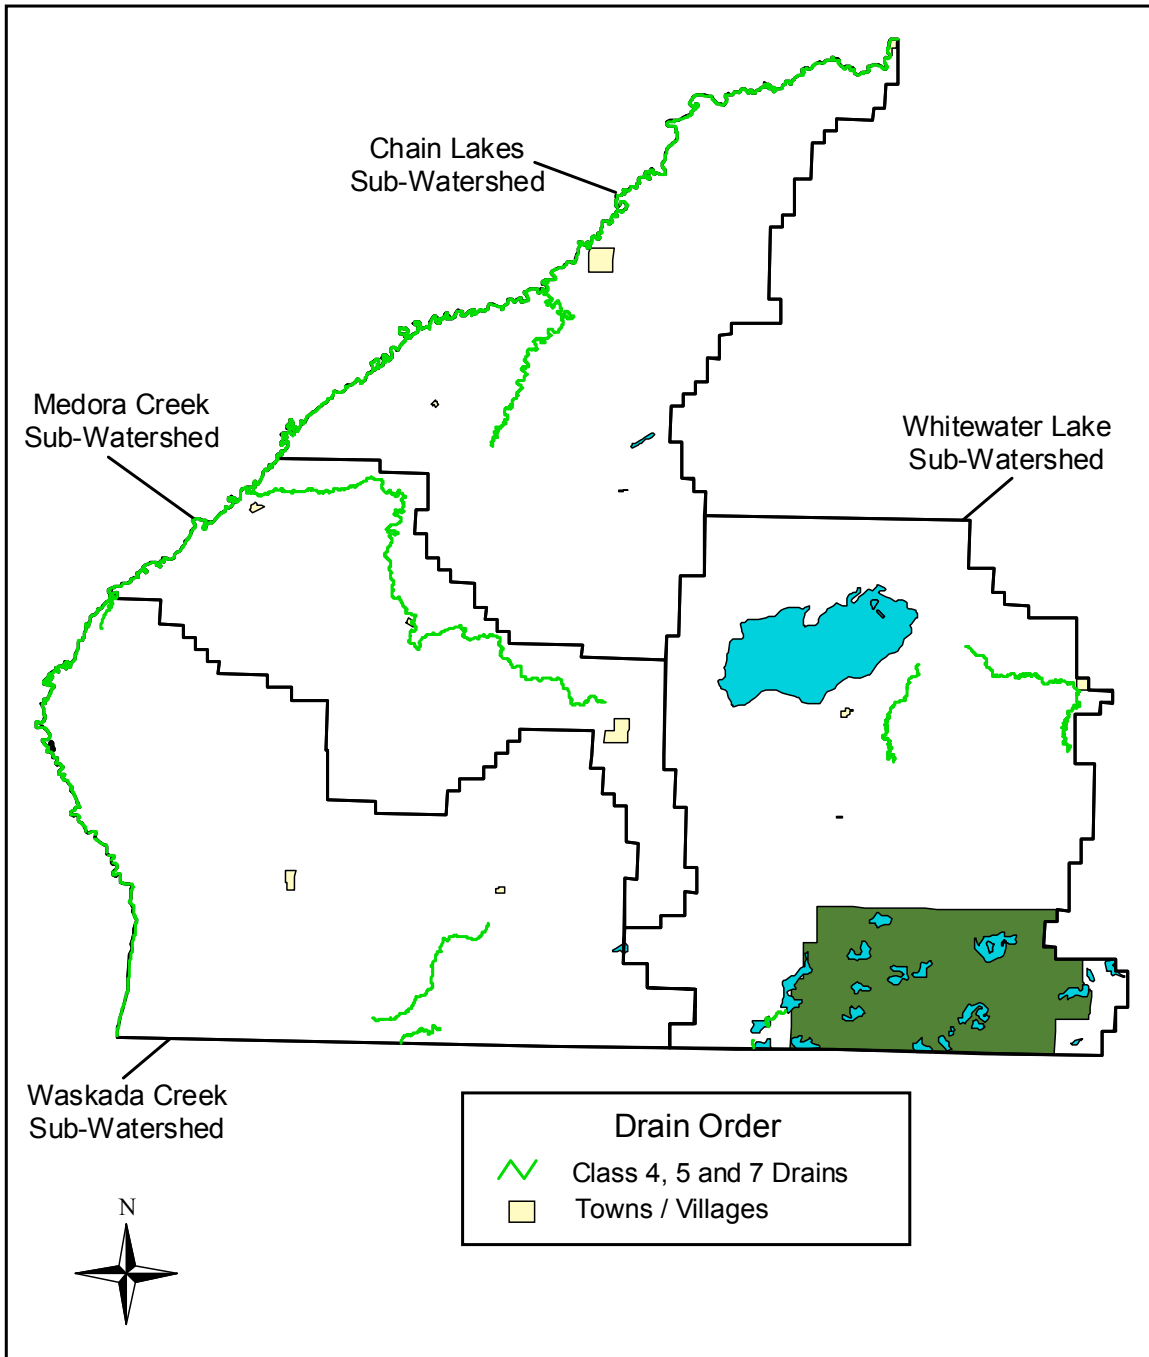 Chain Lakes
Sub-Watershed
Medora Creek
Sub-Watershed
Whitewater Lake
Sub-Watershed
Waskada Creek
Sub-Watershed
Drain Order
Class 4, 5 and 7 Drains
Towns / Villages
N